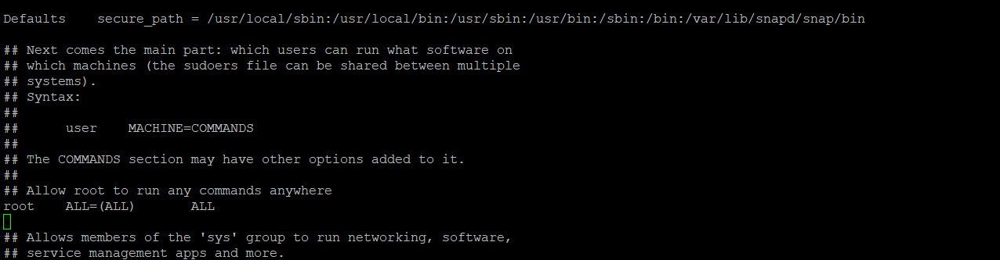 Defaults    secure_path = /usr/local/sbin:/usr/local/bin:/usr/sbin:/usr/bin:/sbin:/bin:/var/lib/snapd/snap/bin
## Next comes the main part: which users can run what software on
## which machines (the sudoers file can be shared between multiple
## systems).
## Syntax:
##
##      user    MACHINE=COMMANDS
##
## The COMMANDS section may have other options added to it.
##
## Allow root to run any commands anywhere
root    ALL=(ALL)       ALL
## Allows members of the 'sys' group to run networking, software,
## service management apps and more.